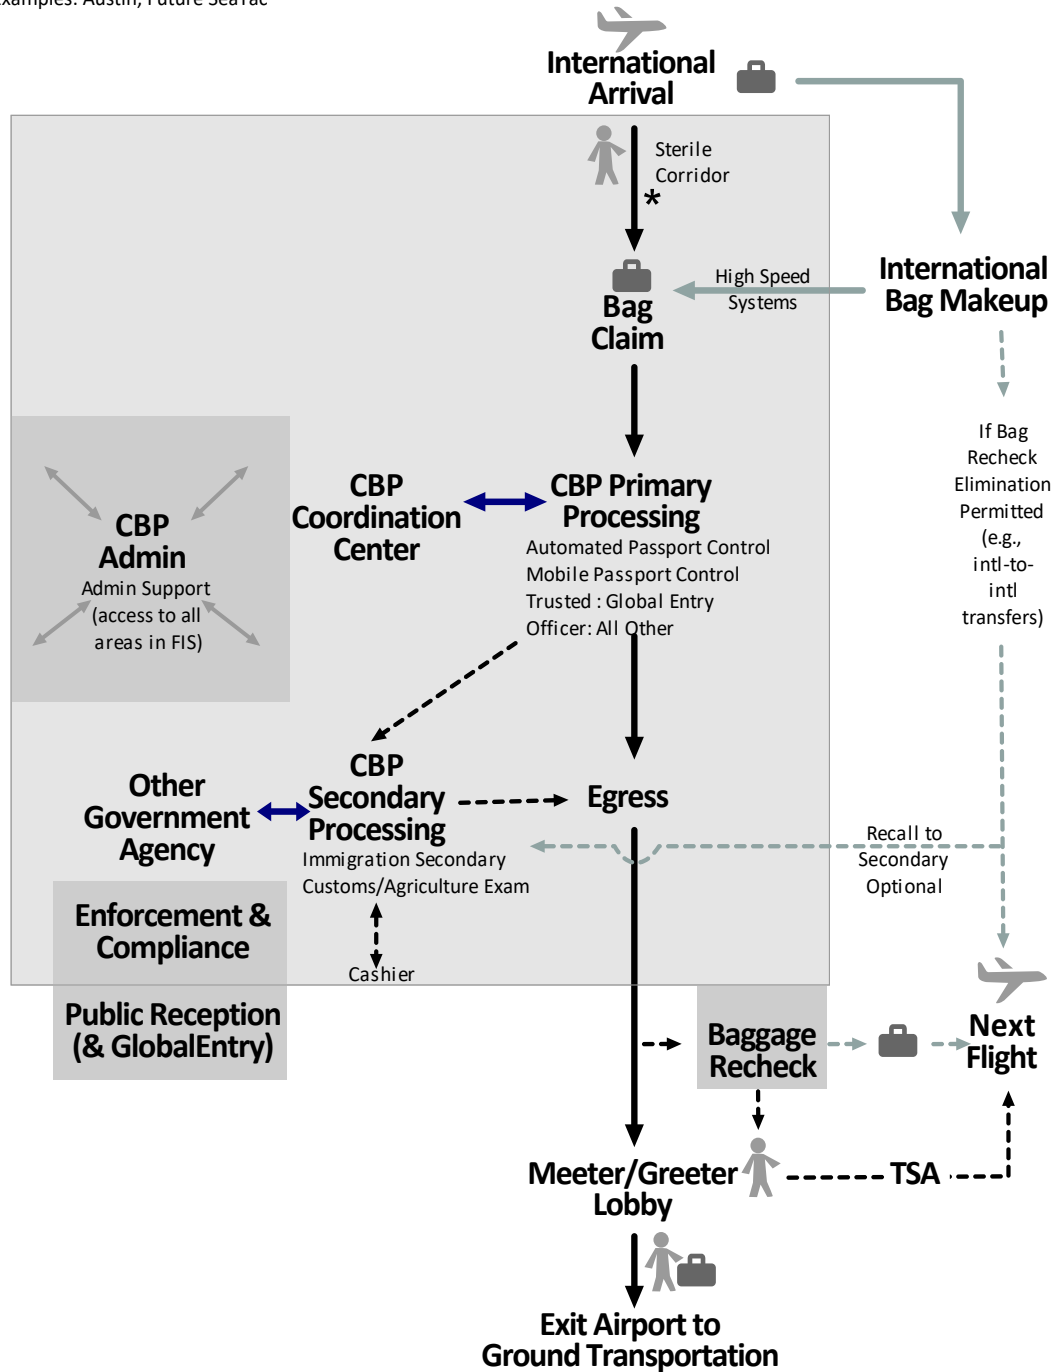 Examples: Austin, Future SeaTac
International
Arrival
Sterile
Corridor
*
High Speed
Systems
International
Bag Makeup
Bag
Claim
If Bag
Recheck
Elimination
Permitted
(e.g.,
intl-to-
intl
transfers)
CBP
Coordination
Center
CBP Primary
Processing
Automated Passport Control
Mobile Passport Control
Trusted : Global Entry
Officer: All Other
CBP
Admin
Admin Support
(access to all
areas in FIS)
CBP
Secondary
Processing
Immigration Secondary
Customs/Agriculture Exam
Other
Government
Agency
Egress
Recall to
Secondary
Optional
Enforcement &
Compliance
Cashier
Public Reception
(& GlobalEntry)
Baggage
Recheck
Next
Flight
Meeter/Greeter
Lobby
TSA
Exit Airport to
Ground Transportation